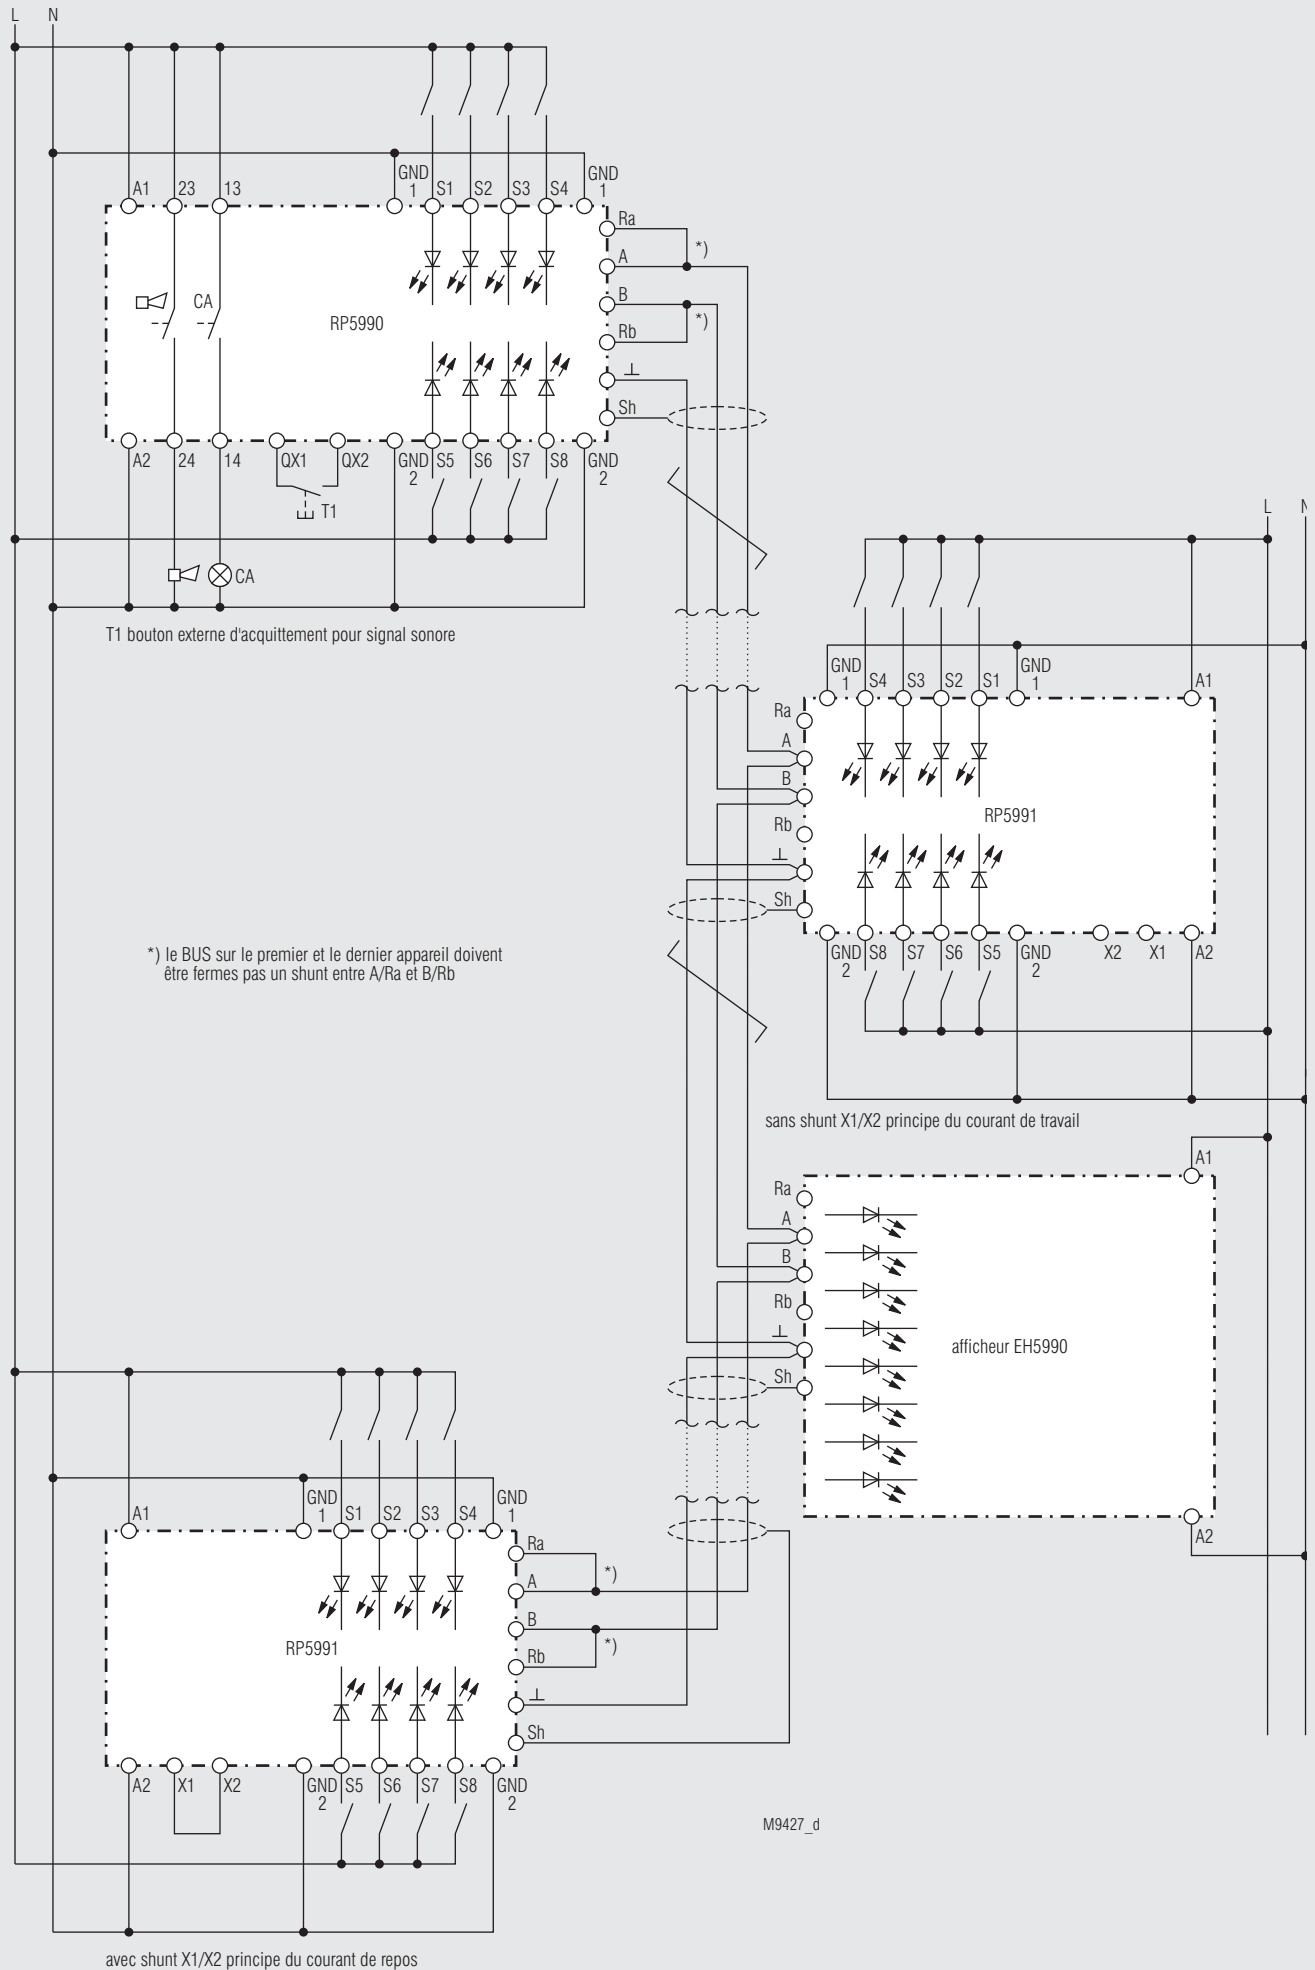 L N
A1 23 13 GND 1 S1 S2 S3 S4 GND 1
Ra
A *)
B *)
Rb
⊥
Sh
CA
RP5990
A2 24 14 QX1 QX2 GND 2 S5 S6 S7 S8 GND 2
T1
CA
T1 bouton externe d'acquittement pour signal sonore
L N
GND 1 S4 S3 S2 S1 GND 1 A1
Ra
A
B
Rb
⊥
Sh
RP5991
GND 2 S8 S7 S6 S5 GND 2 X2 X1 A2
*) le BUS sur le premier et le dernier appareil doivent
être fermes pas un shunt entre A/Ra et B/Rb
sans shunt X1/X2 principe du courant de travail
A1
Ra
A
B
Rb
⊥
Sh
afficheur EH5990
A2
A1 GND 1 S1 S2 S3 S4 GND 1
Ra
A *)
B *)
Rb
⊥
Sh
RP5991
A2 X1 X2 GND 2 S5 S6 S7 S8 GND 2
M9427_d
avec shunt X1/X2 principe du courant de repos